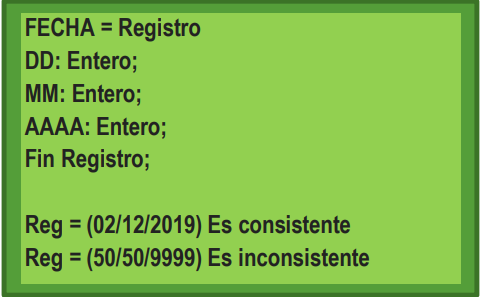 FECHA = Registro
DD: Entero;
MM: Entero;
AAAA: Entero;
Fin Registro;
Reg = (02/12/2019) Es consistente
Reg = (50/50/9999) Es inconsistente